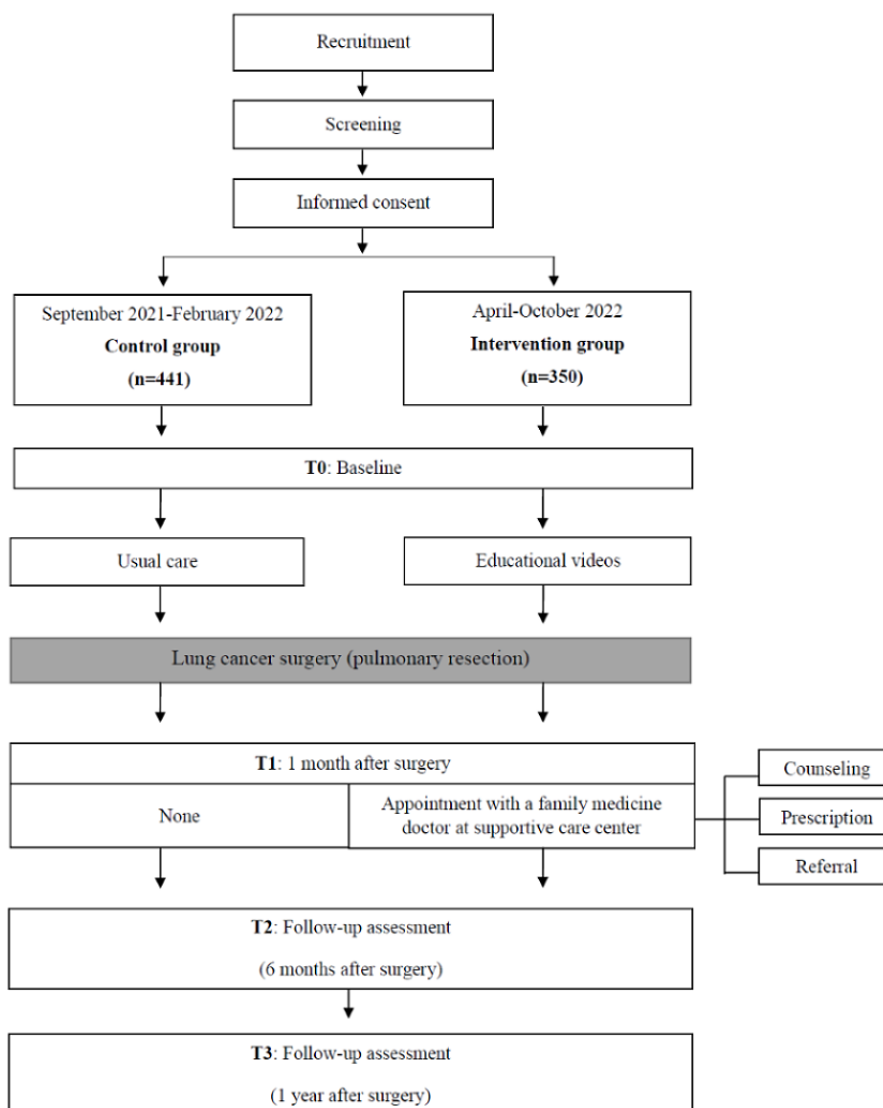 Recruitment
Screening
Informed consent
September 2021-February 2022
Control group
(n=441)
April-October 2022
Intervention group
(n=350)
T0: Baseline
Usual care
Educational videos
Lung cancer surgery (pulmonary resection)
T1: 1 month after surgery
None
Appointment with a family medicine
doctor at supportive care center
Counseling
Prescription
Referral
T2: Follow-up assessment
(6 months after surgery)
T3: Follow-up assessment
(1 year after surgery)